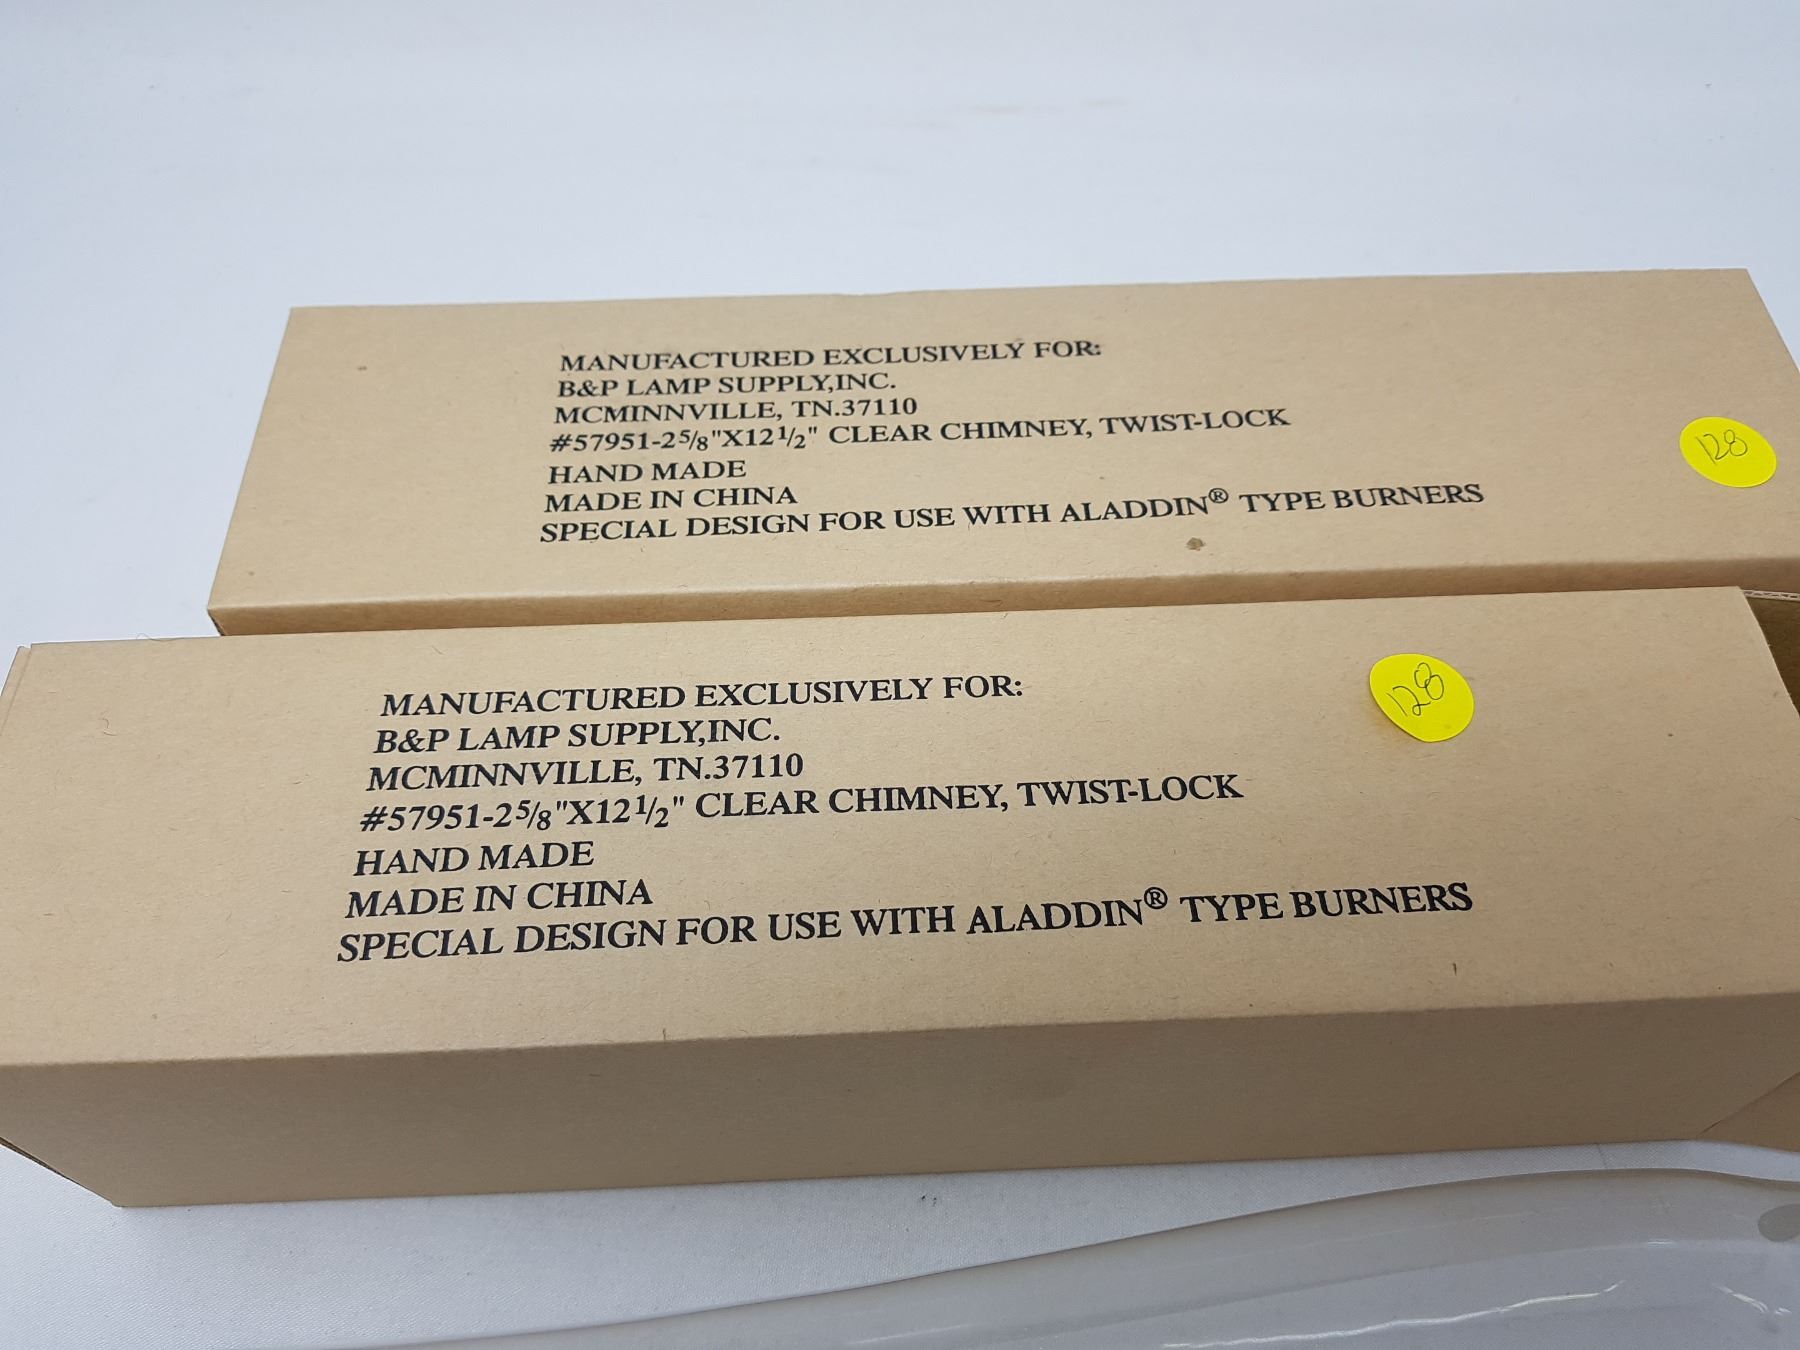 MANUFACTURED EXCLUSIVELY FOR:
B&P LAMP SUPPLY,INC.
MCMINNVILLE, TN.37110
#57951-2⅝"X12½" CLEAR CHIMNEY, TWIST-LOCK
HAND MADE
MADE IN CHINA
SPECIAL DESIGN FOR USE WITH ALADDIN® TYPE BURNERS
128
MANUFACTURED EXCLUSIVELY FOR:
B&P LAMP SUPPLY,INC.
MCMINNVILLE, TN.37110
#57951-2⅝"X12½" CLEAR CHIMNEY, TWIST-LOCK
HAND MADE
MADE IN CHINA
SPECIAL DESIGN FOR USE WITH ALADDIN® TYPE BURNERS
128